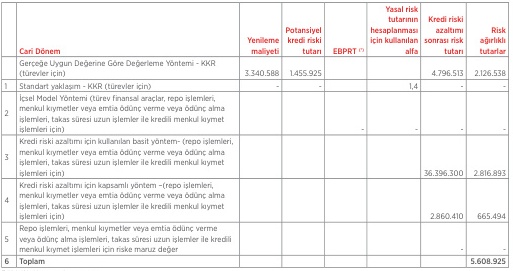 Cari Dönem
Yenileme maliyeti
Potansiyel kredi riski tutarı
EBPRT (*)
Yasal risk tutarının hesaplanması için kullanılan alfa
Kredi riski azaltımı sonrası risk tutarı
Risk ağırlıklı tutarlar
Gerçeğe Uygun Değerine Göre Değerleme Yöntemi - KKR
(türevler için) 3.340.588 1.455.925 4.796.513 2.126.538
1 Standart yaklaşım - KKR (türevler için) - - 1,4 - -
2 İçsel Model Yöntemi (türev finansal araçlar, repo işlemleri,
menkul kıymetler veya emtia ödünç verme veya ödünç alma
işlemleri, takas süresi uzun işlemler ile kredili menkul kıymet
işlemleri için) - - - -
3 Kredi riski azaltımı için kullanılan basit yöntem- (repo işlemleri,
menkul kıymetler veya emtia ödünç verme veya ödünç alma
işlemleri, takas süresi uzun işlemler ile kredili menkul kıymet
işlemleri için) 36.396.300 2.816.893
4 Kredi riski azaltımı için kapsamlı yöntem -(repo işlemleri,
menkul kıymetler veya emtia ödünç verme veya ödünç alma
işlemleri, takas süresi uzun işlemler ile kredili menkul kıymet
işlemleri için) 2.860.410 665.494
5 Repo işlemleri, menkul kıymetler veya emtia ödünç verme
veya ödünç alma işlemleri, takas süresi uzun işlemler ile kredili
menkul kıymet işlemleri için riske maruz değer - -
6 Toplam 5.608.925